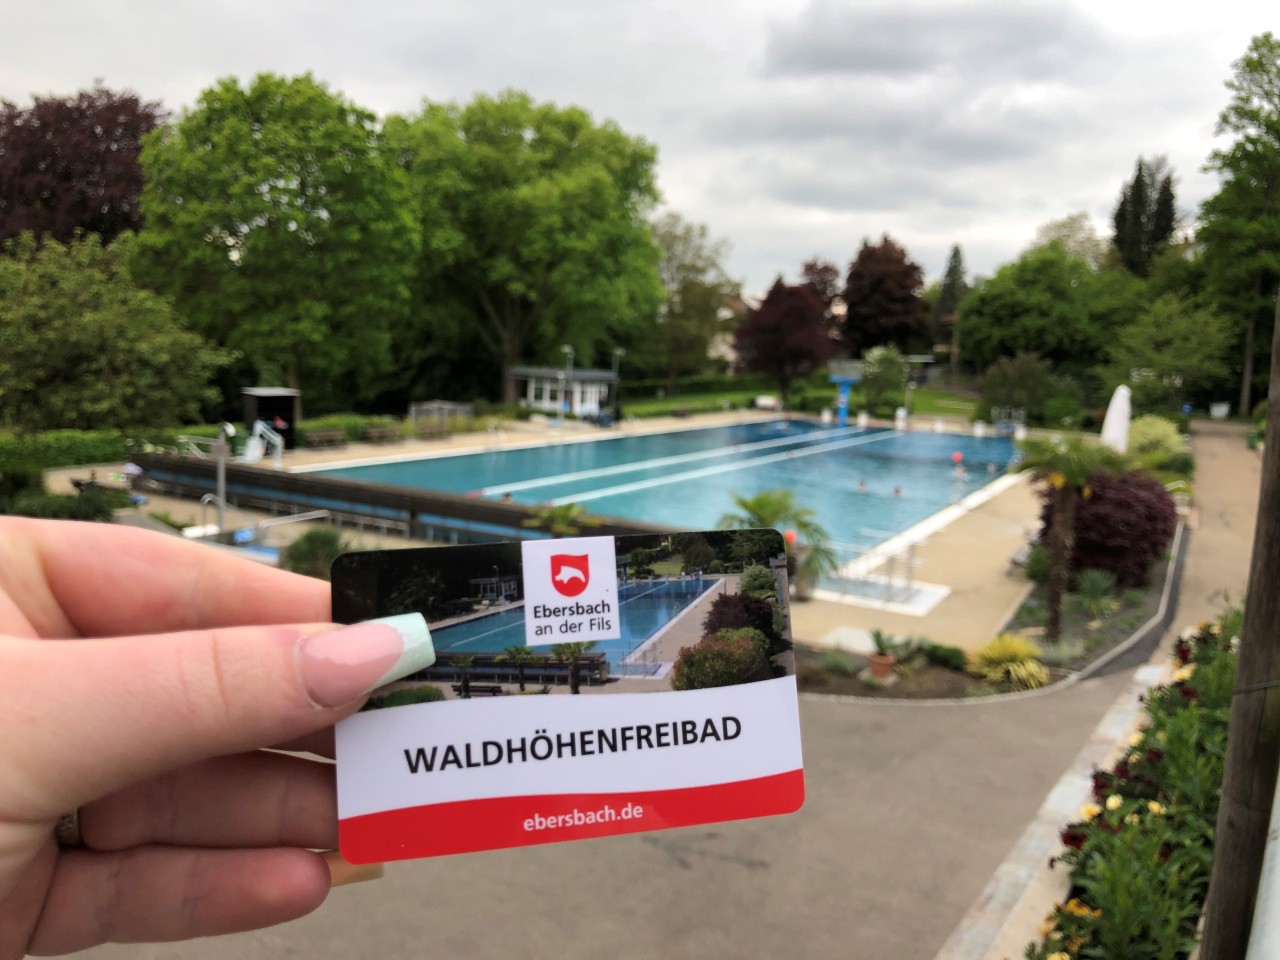 Ebersbach
an der Fils
WALDHÖHENFREIBAD
ebersbach.de